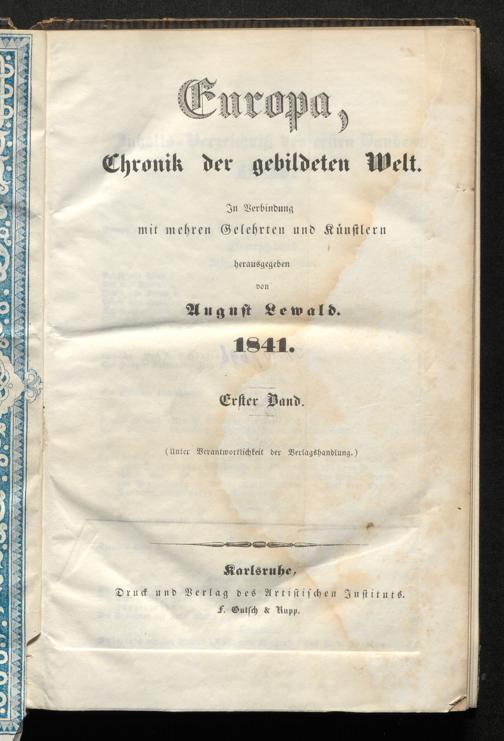 Europa,
Chronik der gebildeten Welt.
In Verbindung
mit mehren Gelehrten und Künstlern
herausgegeben
von
August Lewald.
1841.
Erster Band.
(Unter Verantwortlichkeit der Verlagshandlung.)
Karlsruhe,
Druck und Verlag des Artistischen Instituts.
F. Gutsch & Rupp.